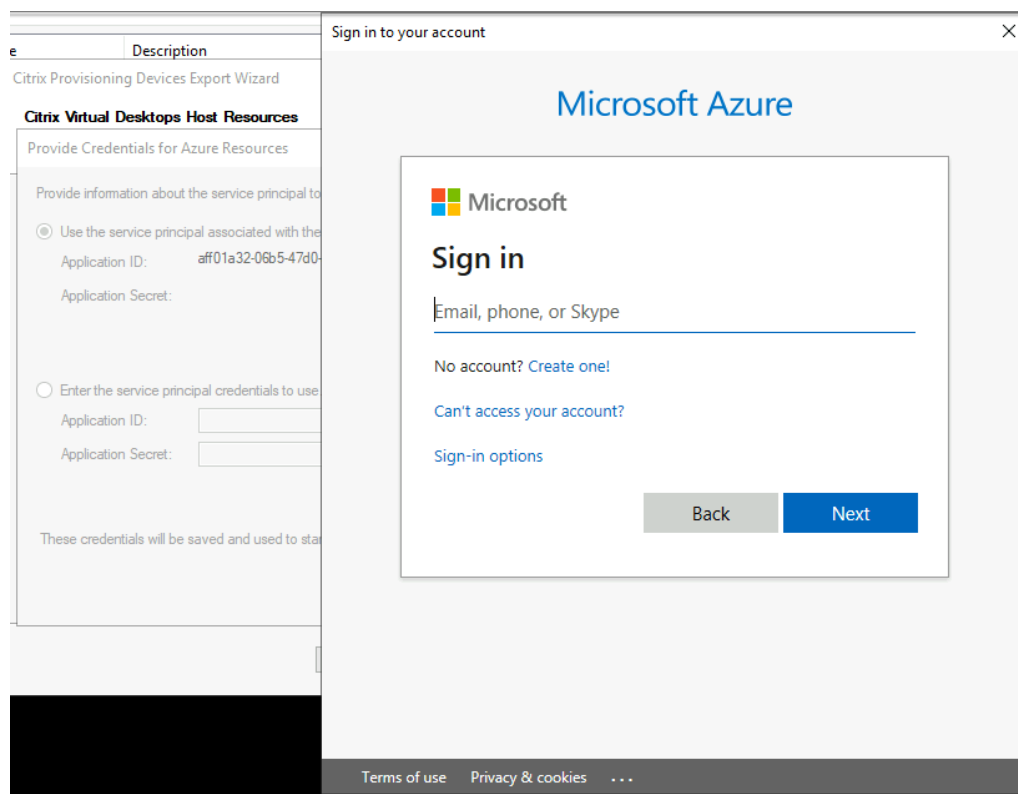 Sign in to your account
e
Description
Citrix Provisioning Devices Export Wizard
Citrix Virtual Desktops Host Resources
Provide Credentials for Azure Resources
Provide information about the service principal to
Use the service principal associated with the
Application ID: aff01a32-06b5-47d0-
Application Secret:
Enter the service principal credentials to use
Application ID:
Application Secret:
These credentials will be saved and used to star
Microsoft Azure
Microsoft
Sign in
Email, phone, or Skype
No account? Create one!
Can't access your account?
Sign-in options
Back Next
Terms of use Privacy & cookies ...